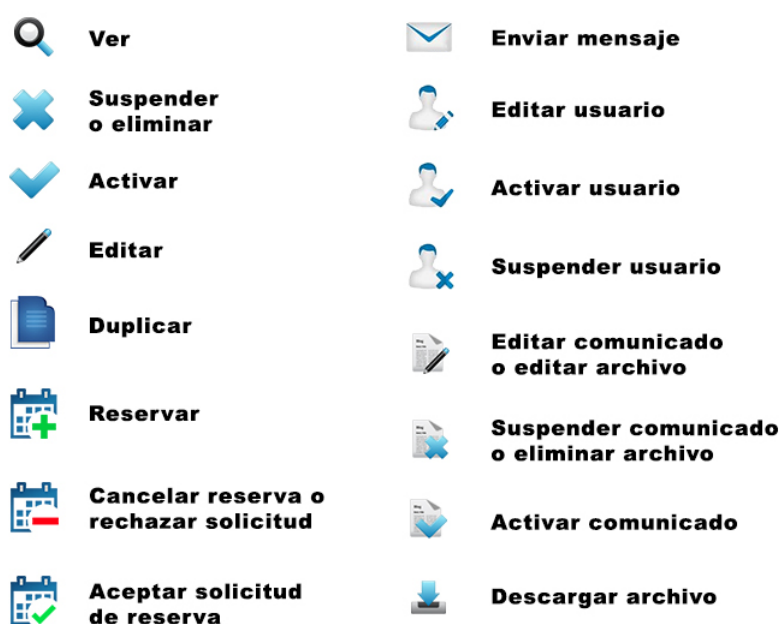 Ver
Suspender
o eliminar
Activar
Editar
Duplicar
Reservar
Cancelar reserva o
rechazar solicitud
Aceptar solicitud
de reserva
Enviar mensaje
Editar usuario
Activar usuario
Suspender usuario
Editar comunicado
o editar archivo
Suspender comunicado
o eliminar archivo
Activar comunicado
Descargar archivo